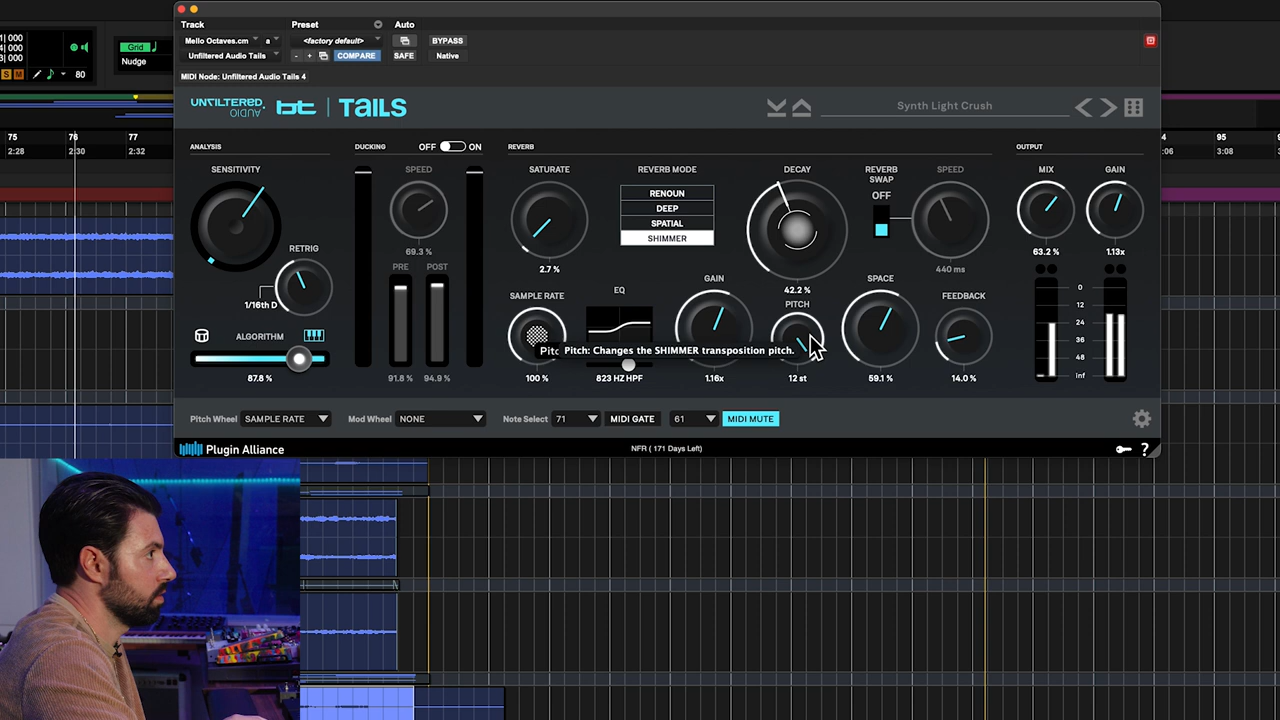 Track
Preset
Auto
Mello Octaves.cm
a
<factory default>
Unfiltered Audio Tails
-
+
COMPARE
SAFE
BYPASS
Native
MIDI Node: Unfiltered Audio Tails 4
Grid
Nudge
S M
80
75
76
77
2:28
2:30
2:32
4
95
:06
3:08
UNFILTERED AUDIO
bt | TAILS
Synth Light Crush
ANALYSIS
DUCKING
OFF
ON
REVERB
OUTPUT
SENSITIVITY
SPEED
SATURATE
REVERB MODE
DECAY
REVERB SWAP
SPEED
MIX
GAIN
RENOUN
DEEP
SPATIAL
SHIMMER
OFF
RETRIG
1/16th D
69.3 %
2.7 %
42.2 %
440 ms
63.2 %
1.13x
PRE
POST
SAMPLE RATE
EQ
GAIN
PITCH
SPACE
FEEDBACK
0
12
24
36
48
inf
ALGORITHM
Pitc
Pitch: Changes the SHIMMER transposition pitch.
87.8 %
91.8 %
94.9 %
100 %
823 HZ HPF
1.16x
12 st
59.1 %
14.0 %
Pitch Wheel
SAMPLE RATE
Mod Wheel
NONE
Note Select
71
MIDI GATE
61
MIDI MUTE
Plugin Alliance
NFR ( 171 Days Left)
?